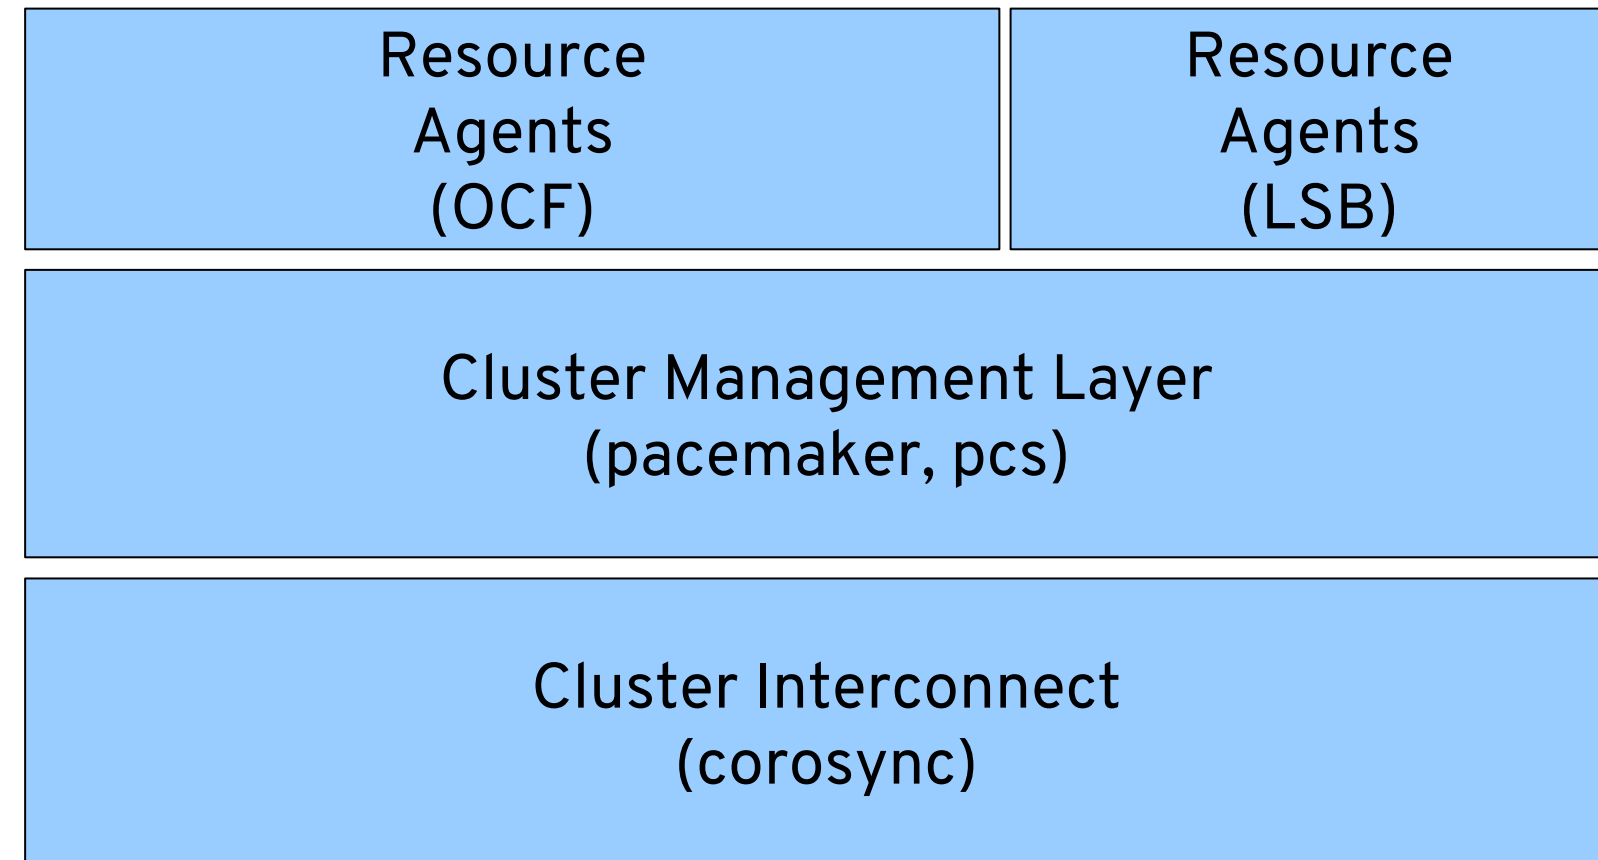 Resource
Agents
(OCF)
Resource
Agents
(LSB)
Cluster Management Layer
(pacemaker, pcs)
Cluster Interconnect
(corosync)